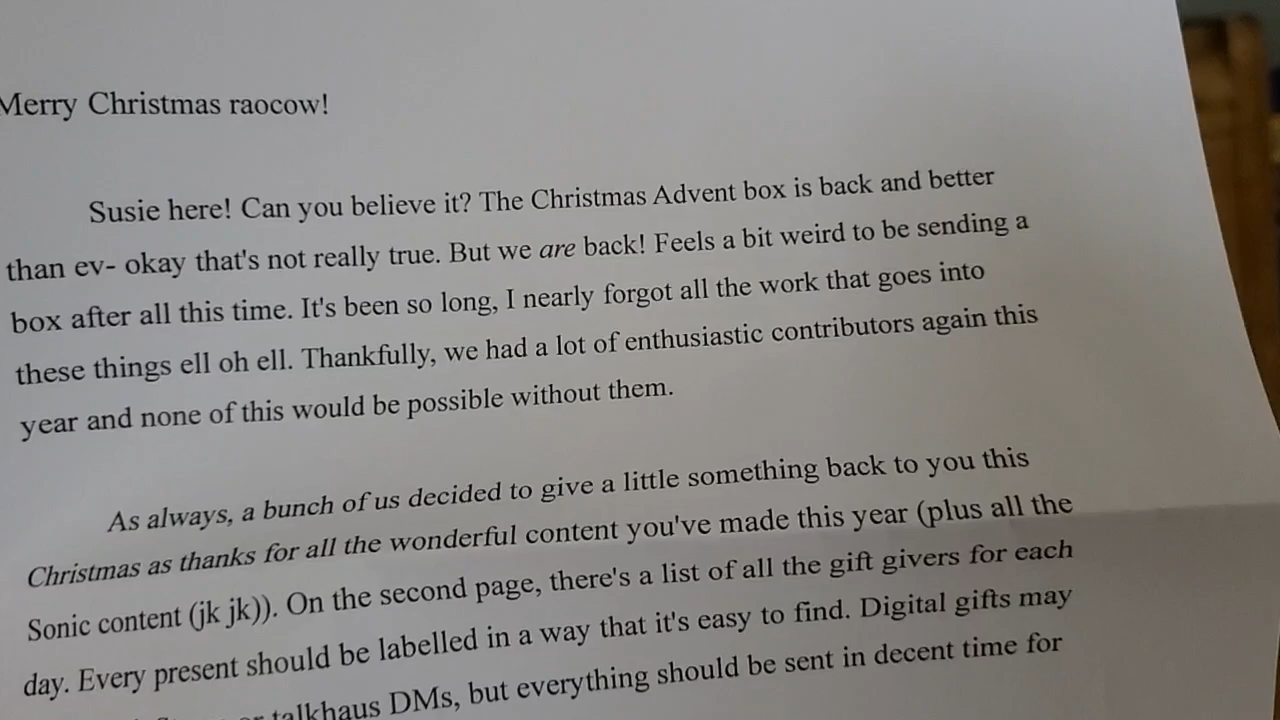 Merry Christmas raocow!
Susie here! Can you believe it? The Christmas Advent box is back and better
than ev- okay that's not really true. But we are back! Feels a bit weird to be sending a
box after all this time. It's been so long, I nearly forgot all the work that goes into
these things ell oh ell. Thankfully, we had a lot of enthusiastic contributors again this
year and none of this would be possible without them.
As always, a bunch of us decided to give a little something back to you this
Christmas as thanks for all the wonderful content you've made this year (plus all the
Sonic content (jk jk)). On the second page, there's a list of all the gift givers for each
day. Every present should be labelled in a way that it's easy to find. Digital gifts may
talkhaus DMs, but everything should be sent in decent time for